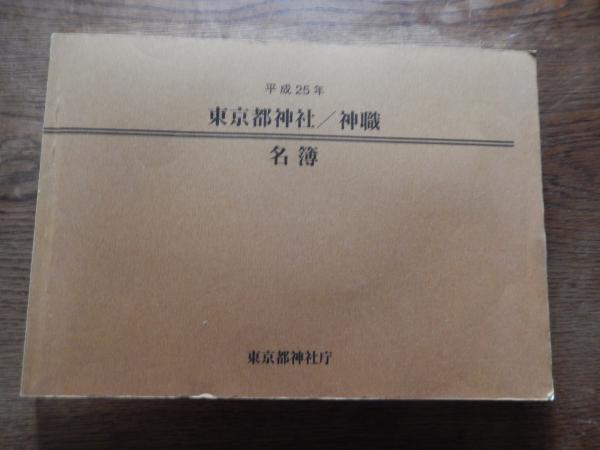 平成25年
東京都神社／神職
名簿
東京都神社庁